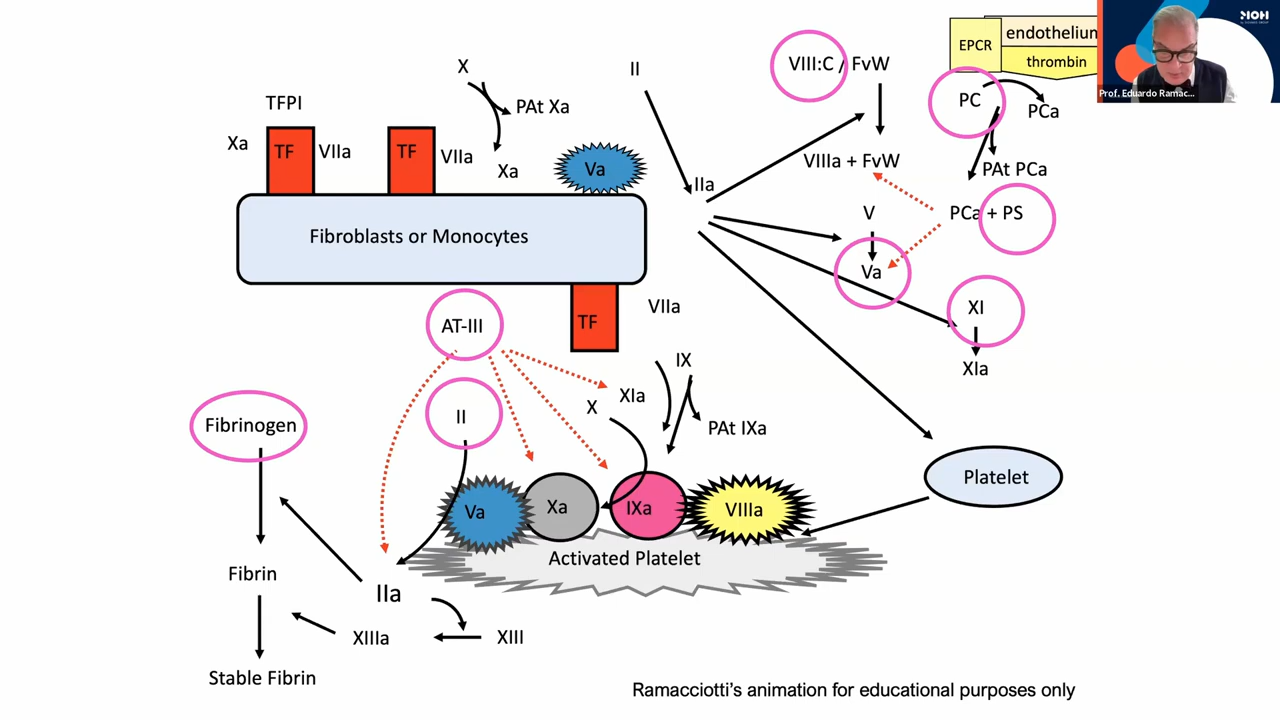 X
II
VIII:C / FvW
EPCR
endothelium
thrombin
NOH
Prof. Eduardo Ramac...
TFPI
PAt Xa
PC
PCa
Xa
TF
VIIa
TF
VIIa
Xa
Va
IIa
VIIIa + FvW
PAt PCa
Fibroblasts or Monocytes
V
PCa + PS
Va
XI
AT-III
TF
VIIa
XIa
IX
XIa
X
PAt IXa
Fibrinogen
II
Platelet
Va
Xa
IXa
VIIIa
Activated Platelet
Fibrin
IIa
XIIIa
XIII
Stable Fibrin
Ramacciotti's animation for educational purposes only